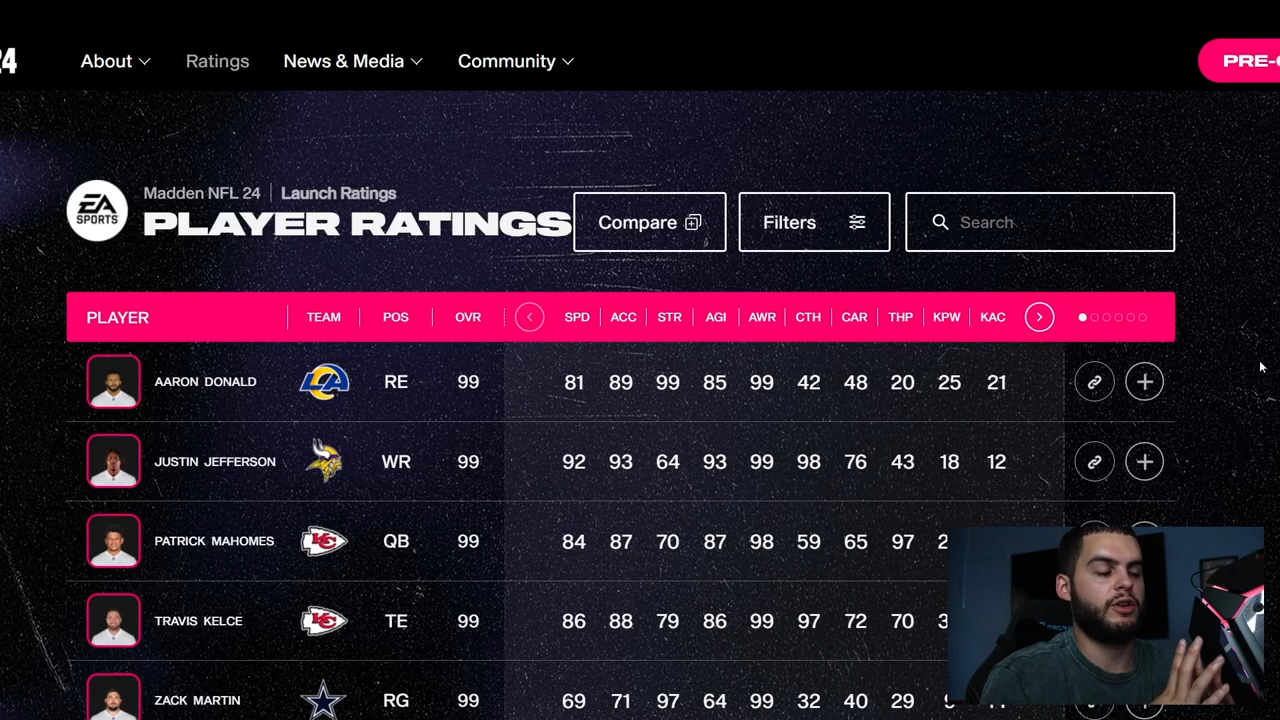 24
About
Ratings
News & Media
Community
PRE-
EA
SPORTS
Madden NFL 24 | Launch Ratings
PLAYER RATINGS
Compare
Filters
Search
PLAYER TEAM POS OVR SPD ACC STR AGI AWR CTH CAR THP KPW KAC
AARON DONALD LA RE 99 81 89 99 85 99 42 48 20 25 21
JUSTIN JEFFERSON WR 99 92 93 64 93 99 98 76 43 18 12
PATRICK MAHOMES KC QB 99 84 87 70 87 98 59 65 97 2
TRAVIS KELCE KC TE 99 86 88 79 86 99 97 72 70 3
ZACK MARTIN RG 99 69 71 97 64 99 32 40 29